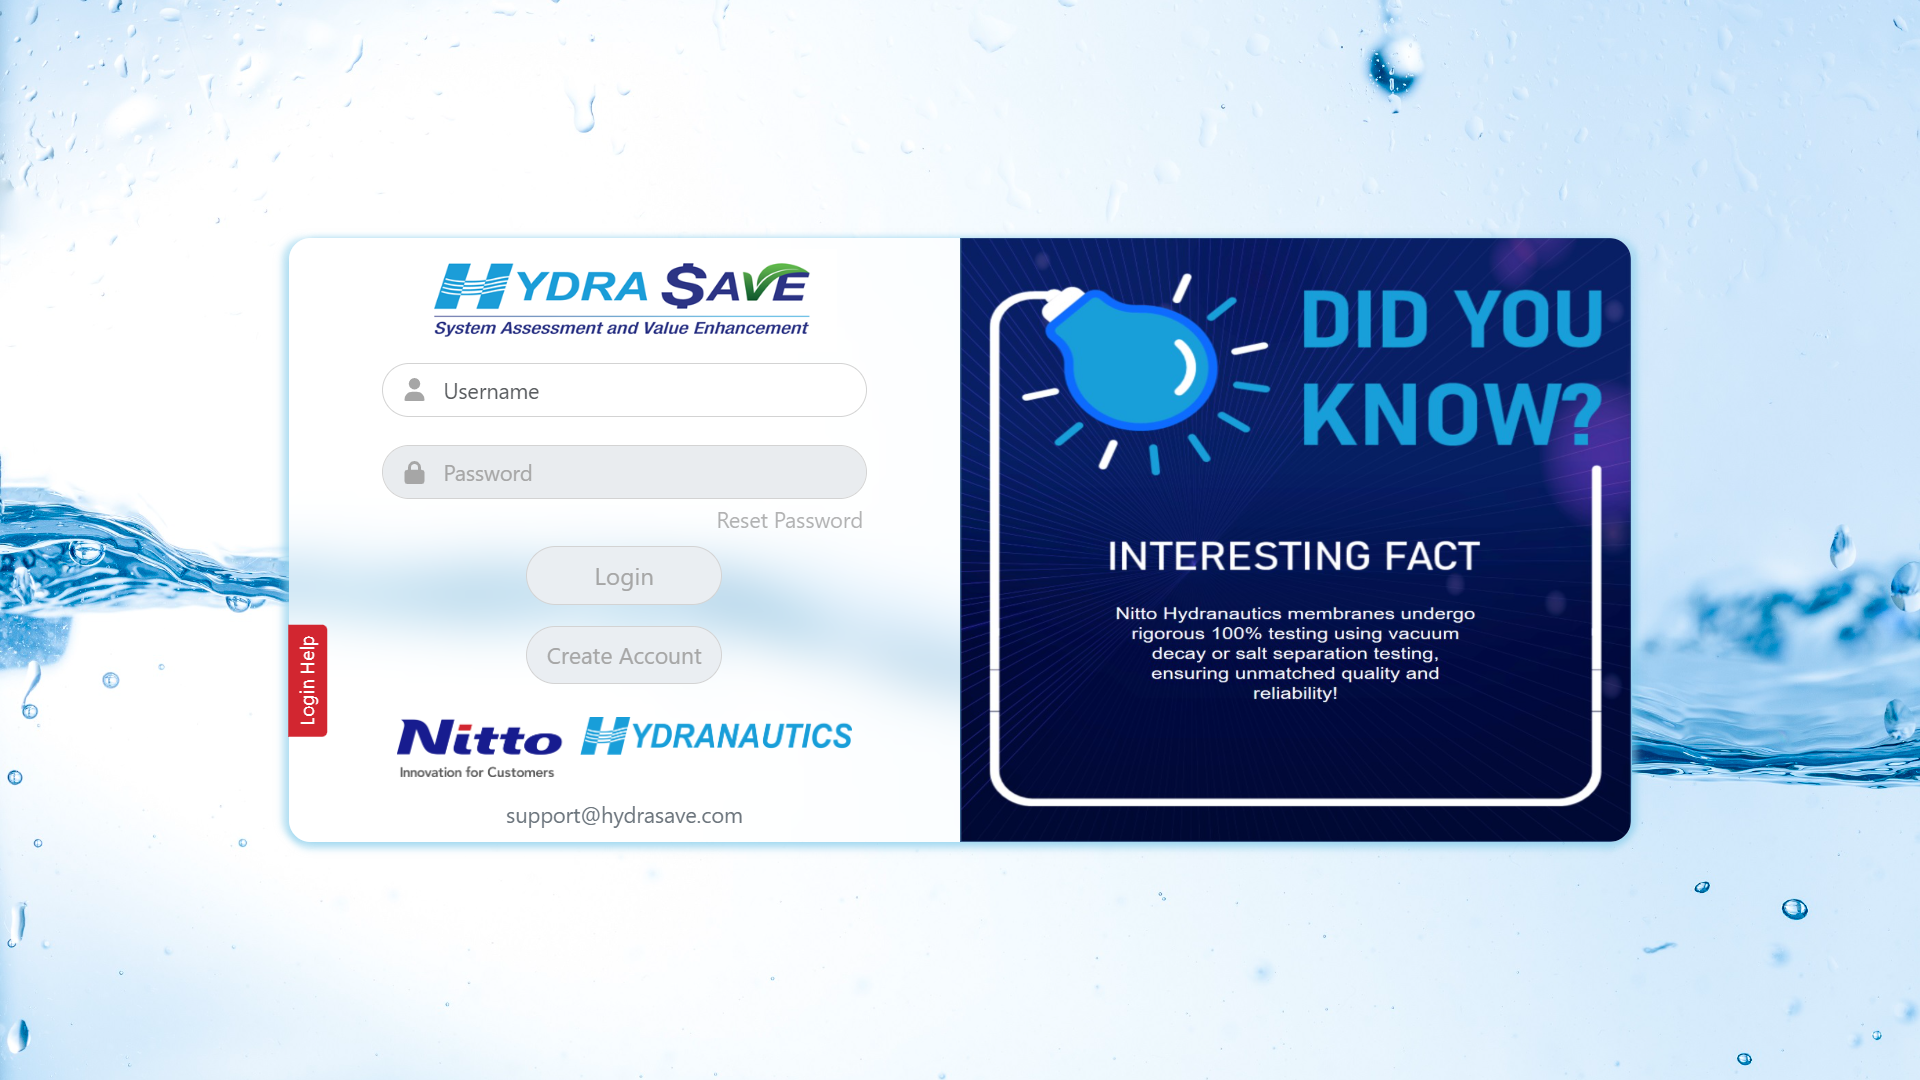 HYDRA $AVE
System Assessment and Value Enhancement
Username
Password
Reset Password
Login
Create Account
Login Help
Nitto HYDRANAUTICS
Innovation for Customers
support@hydrasave.com
DID YOU
KNOW?
INTERESTING FACT
Nitto Hydranautics membranes undergo
rigorous 100% testing using vacuum
decay or salt separation testing,
ensuring unmatched quality and
reliability!